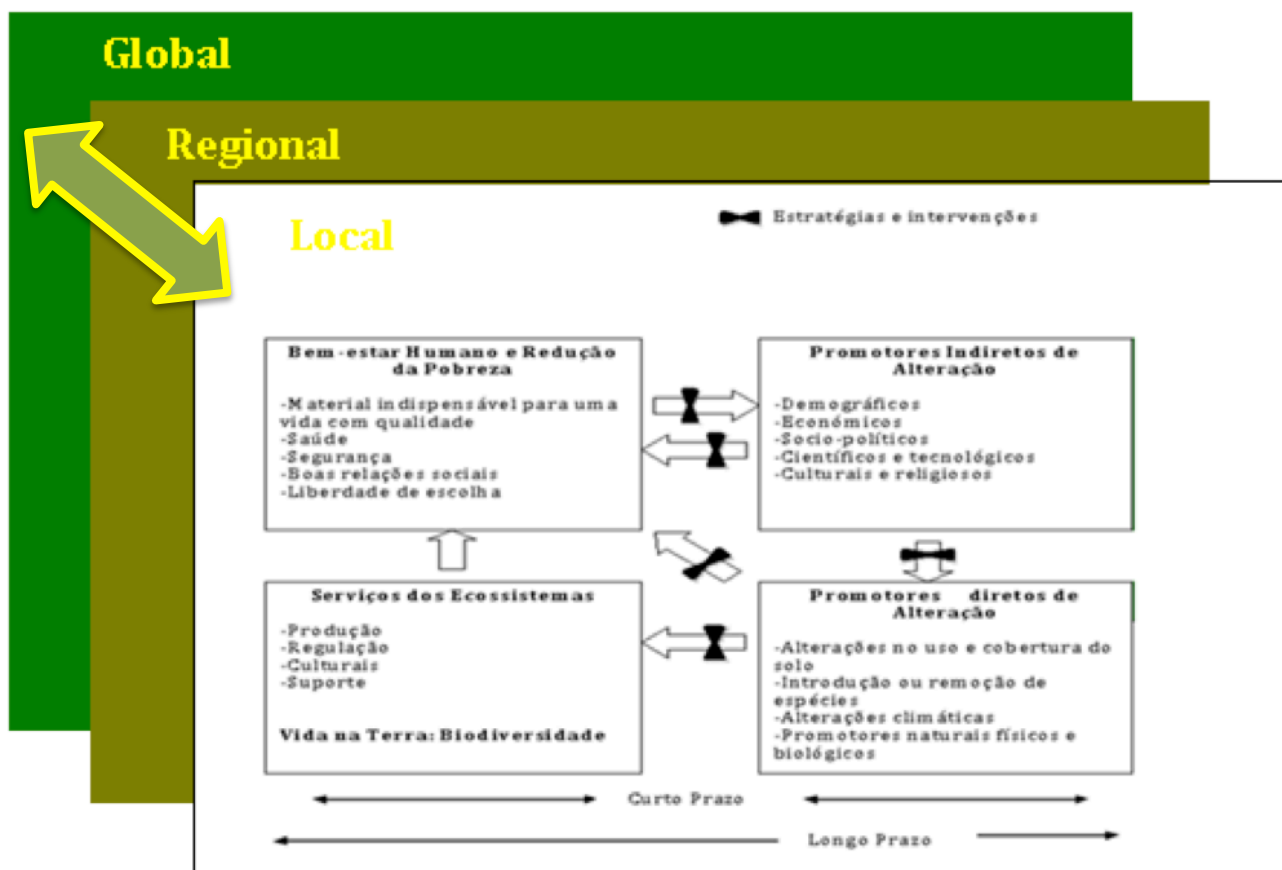 Global
Regional
Local
Estratégias e intervenções
Bem-estar Humano e Redução
da Pobreza
-Material indispensável para uma
vida com qualidade
-Saúde
-Segurança
-Boas relações sociais
-Liberdade de escolha
Promotores Indiretos de
Alteração
-Demográficos
-Económicos
-Socio-políticos
-Científicos e tecnológicos
-Culturais e religiosos
Serviços dos Ecossistemas
-Produção
-Regulação
-Culturais
-Suporte
Vida na Terra: Biodiversidade
Promotores diretos de
Alteração
-Alterações no uso e cobertura do
solo
-Introdução ou remoção de
espécies
-Alterações climáticas
-Promotores naturais físicos e
biológicos
Curto Prazo
Longo Prazo